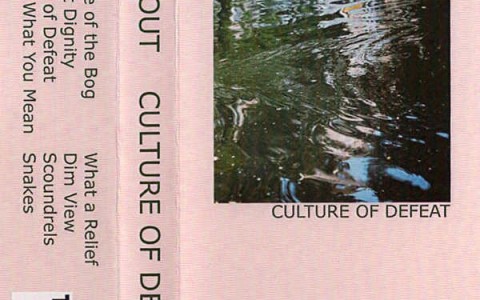 of the Bog
Dignity
of Defeat
What You Mean
What a Relief
Dim View
Scoundrels
Snakes
OUT CULTURE OF DE
CULTURE OF DEFEAT